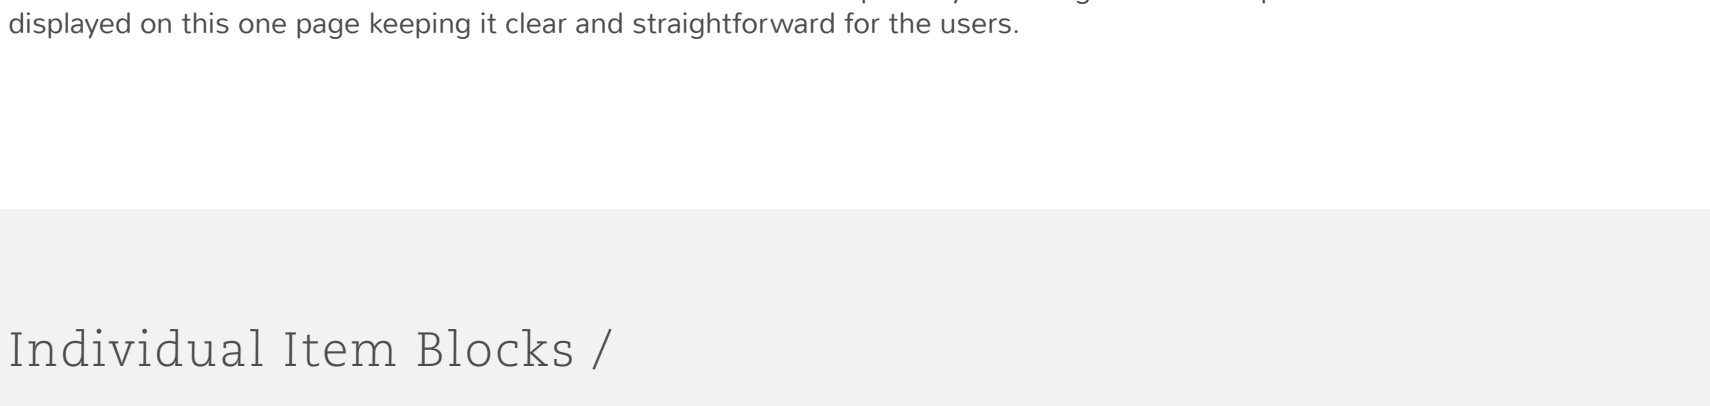 displayed on this one page keeping it clear and straightforward for the users.
Individual Item Blocks /